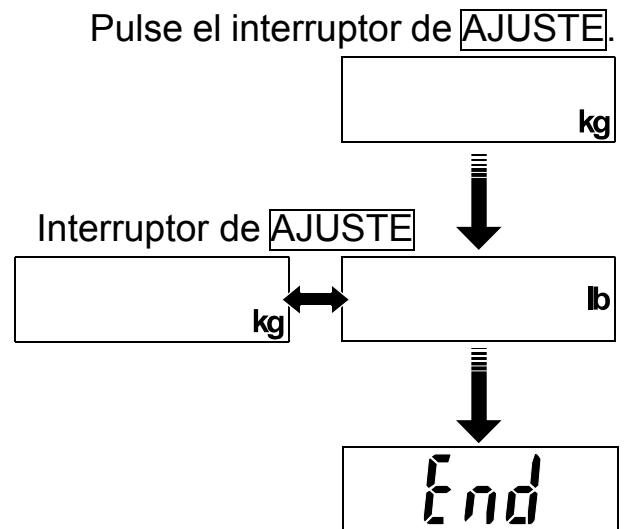 Pulse el interruptor de AJUSTE.
kg
Interruptor de AJUSTE
kg
lb
End